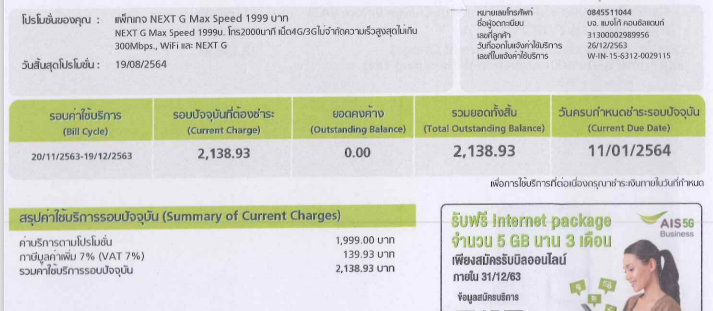 โปรโมชั่นของคุณ : แพ็กเกจ NEXT G Max Speed 1999 บาท
NEXT G Max Speed 1999บ. โทร2000นาที เน็ต4G/3Gไม่จำกัดความเร็วสูงสุดไม่เกิน
300Mbps., WiFi และ NEXT G
วันสิ้นสุดโปรโมชั่น : 19/08/2564
หมายเลขโทรศัพท์ 0845511044
ชื่อผู้จดทะเบียน บจ. แบงโก้ คอนซัลแตนท์
เลขที่ลูกค้า 31300002989956
วันที่ออกใบแจ้งค่าใช้บริการ 26/12/2563
เลขที่ใบแจ้งค่าใช้บริการ W-IN-15-6312-0029115
รอบค่าใช้บริการ รอบปัจจุบันที่ต้องชำระ ยอดคงค้าง รวมยอดทั้งสิ้น วันครบกำหนดชำระรอบปัจจุบัน
(Bill Cycle) (Current Charge) (Outstanding Balance) (Total Outstanding Balance) (Current Due Date)
20/11/2563-19/12/2563 2,138.93 0.00 2,138.93 11/01/2564
เพื่อการใช้บริการที่ต่อเนื่องกรุณาชำระเงินภายในวันที่กำหนด
สรุปค่าใช้บริการรอบปัจจุบัน (Summary of Current Charges)
ค่าบริการตามโปรโมชั่น 1,999.00 บาท
ภาษีมูลค่าเพิ่ม 7% (VAT 7%) 139.93 บาท
รวมค่าใช้บริการรอบปัจจุบัน 2,138.93 บาท
รับฟรี Internet package
จำนวน 5 GB นาน 3 เดือน
เพียงสมัครรับบิลออนไลน์
ภายใน 31/12/63
ข้อมูลสมัครบริการ
AIS 5G
Business